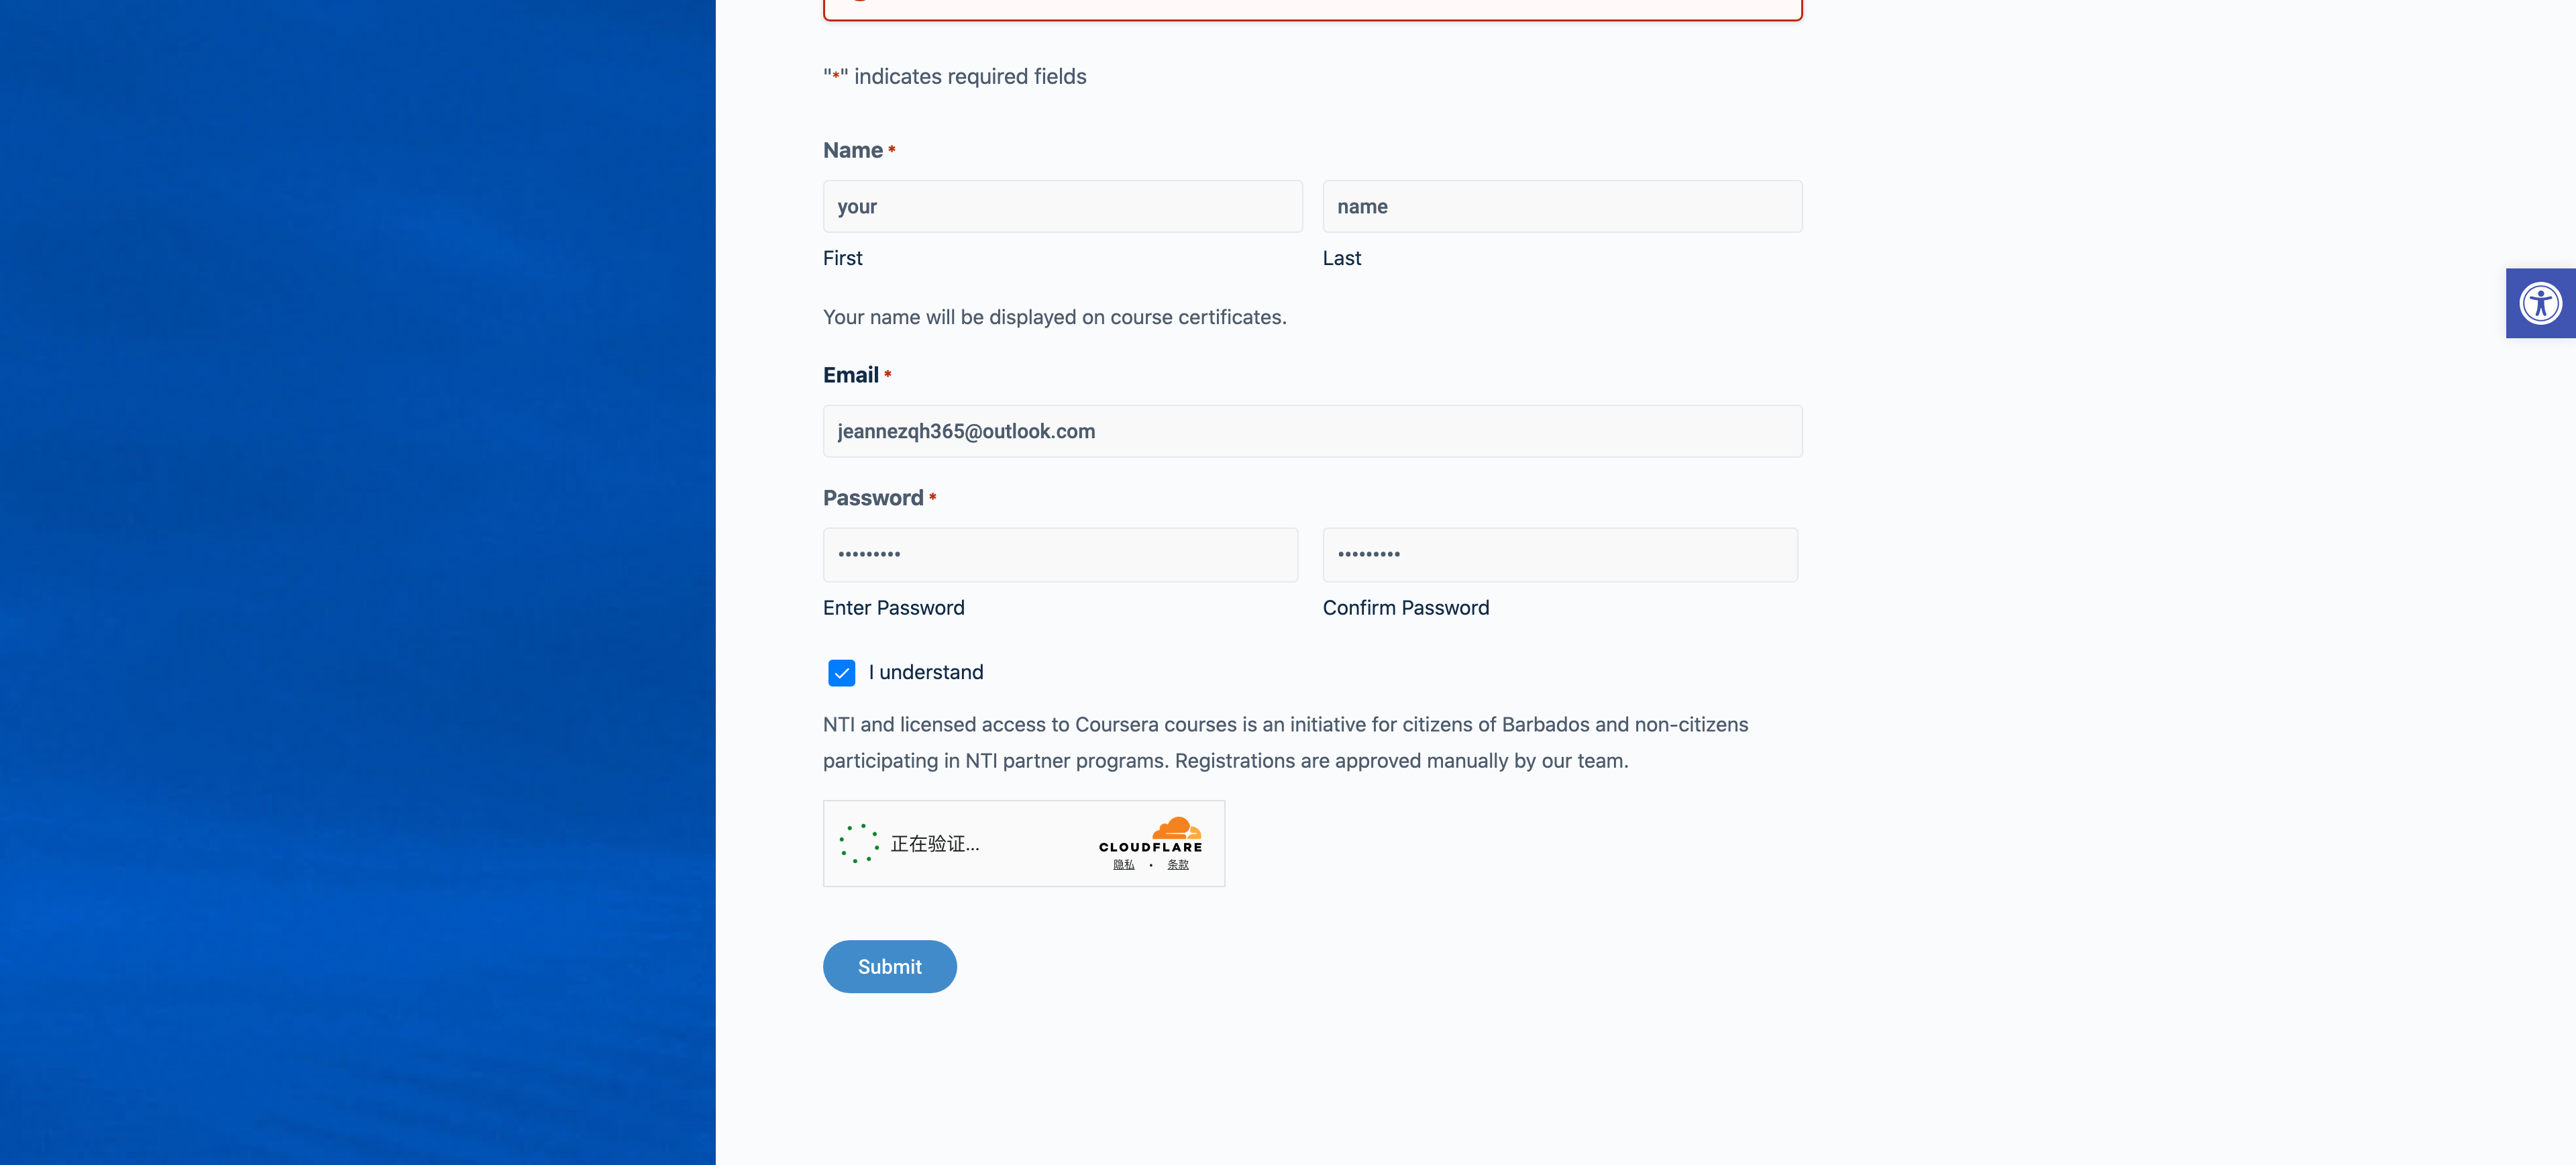 "*" indicates required fields
Name *
your
name
First
Last
Your name will be displayed on course certificates.
Email *
jeannezqh365@outlook.com
Password *
•••••••••
•••••••••
Enter Password
Confirm Password
I understand
NTI and licensed access to Coursera courses is an initiative for citizens of Barbados and non-citizens
participating in NTI partner programs. Registrations are approved manually by our team.
正在验证...
CLOUDFLARE
隐私 • 条款
Submit